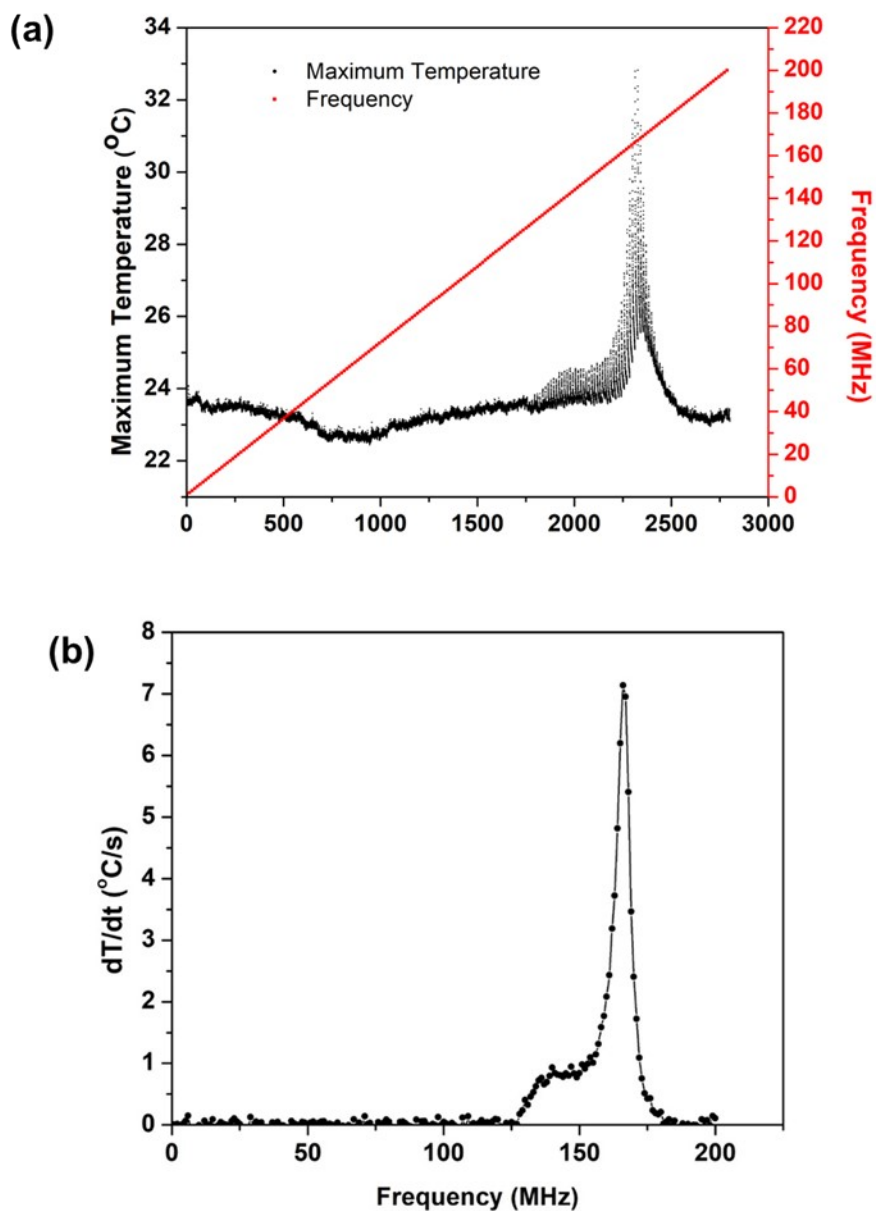 (a)
34
32
30
28
26
24
22
Maximum Temperature (°C)
Maximum Temperature
Frequency
220
200
180
160
140
120
100
80
60
40
20
0
Frequency (MHz)
0 500 1000 1500 2000 2500 3000
(b)
8
7
6
5
4
3
2
1
0
dT/dt (°C/s)
0 50 100 150 200
Frequency (MHz)